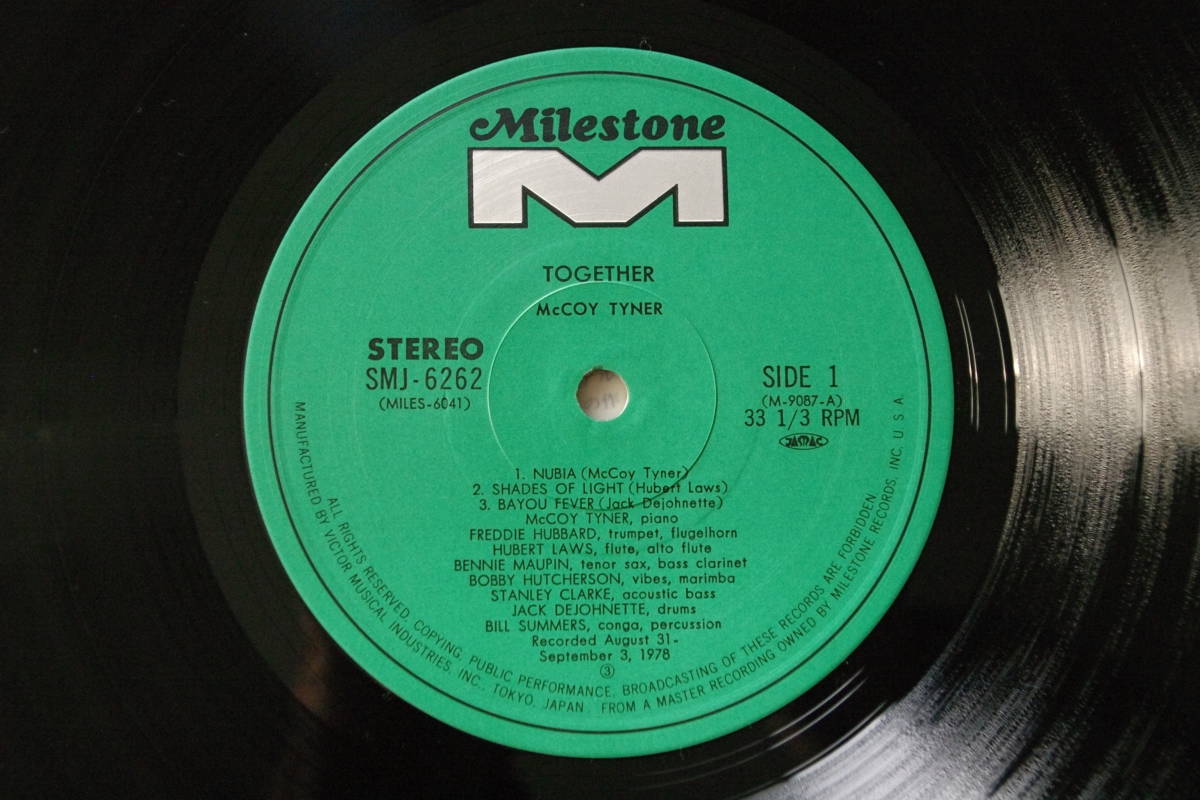 Milestone
TOGETHER
McCOY TYNER
STEREO
SMJ-6262
(MILES-6041)
SIDE 1
(M-9087-A)
33 1/3 RPM
JASRAC
1. NUBIA (McCoy Tyner)
2. SHADES OF LIGHT (Hubert Laws)
3. BAYOU FEVER (Jack Dejohnette)
McCOY TYNER, piano
FREDDIE HUBBARD, trumpet, flugelhorn
HUBERT LAWS, flute, alto flute
BENNIE MAUPIN, tenor sax, bass clarinet
BOBBY HUTCHERSON, vibes, marimba
STANLEY CLARKE, acoustic bass
JACK DEJOHNETTE, drums
BILL SUMMERS, conga, percussion
Recorded August 31-
September 3, 1978
③
ALL RIGHTS RESERVED. COPYING, PUBLIC PERFORMANCE, BROADCASTING OF THESE RECORDS ARE FORBIDDEN
MANUFACTURED BY VICTOR MUSICAL INDUSTRIES, INC., TOKYO, JAPAN. FROM A MASTER RECORDING OWNED BY MILESTONE RECORDS, INC. U.S.A.